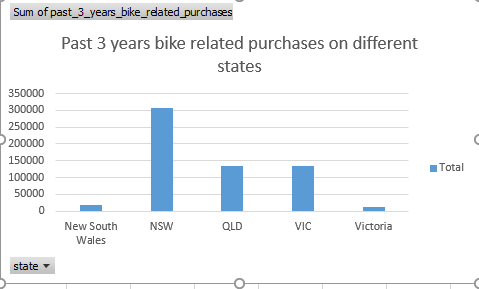 Sum of past_3_years_bike_related_purchases
Past 3 years bike related purchases on different
states
350000
300000
250000
200000
150000
100000
50000
0
New South
Wales
NSW
QLD
VIC
Victoria
Total
state